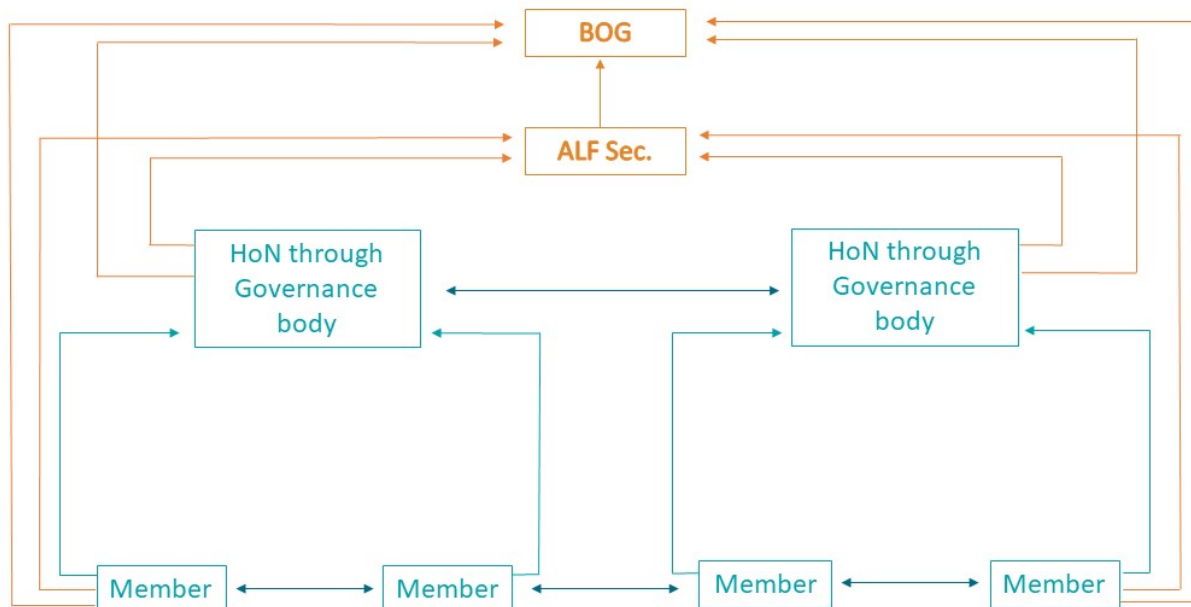 BOG
ALF Sec.
HoN through
Governance
body
HoN through
Governance
body
Member
Member
Member
Member